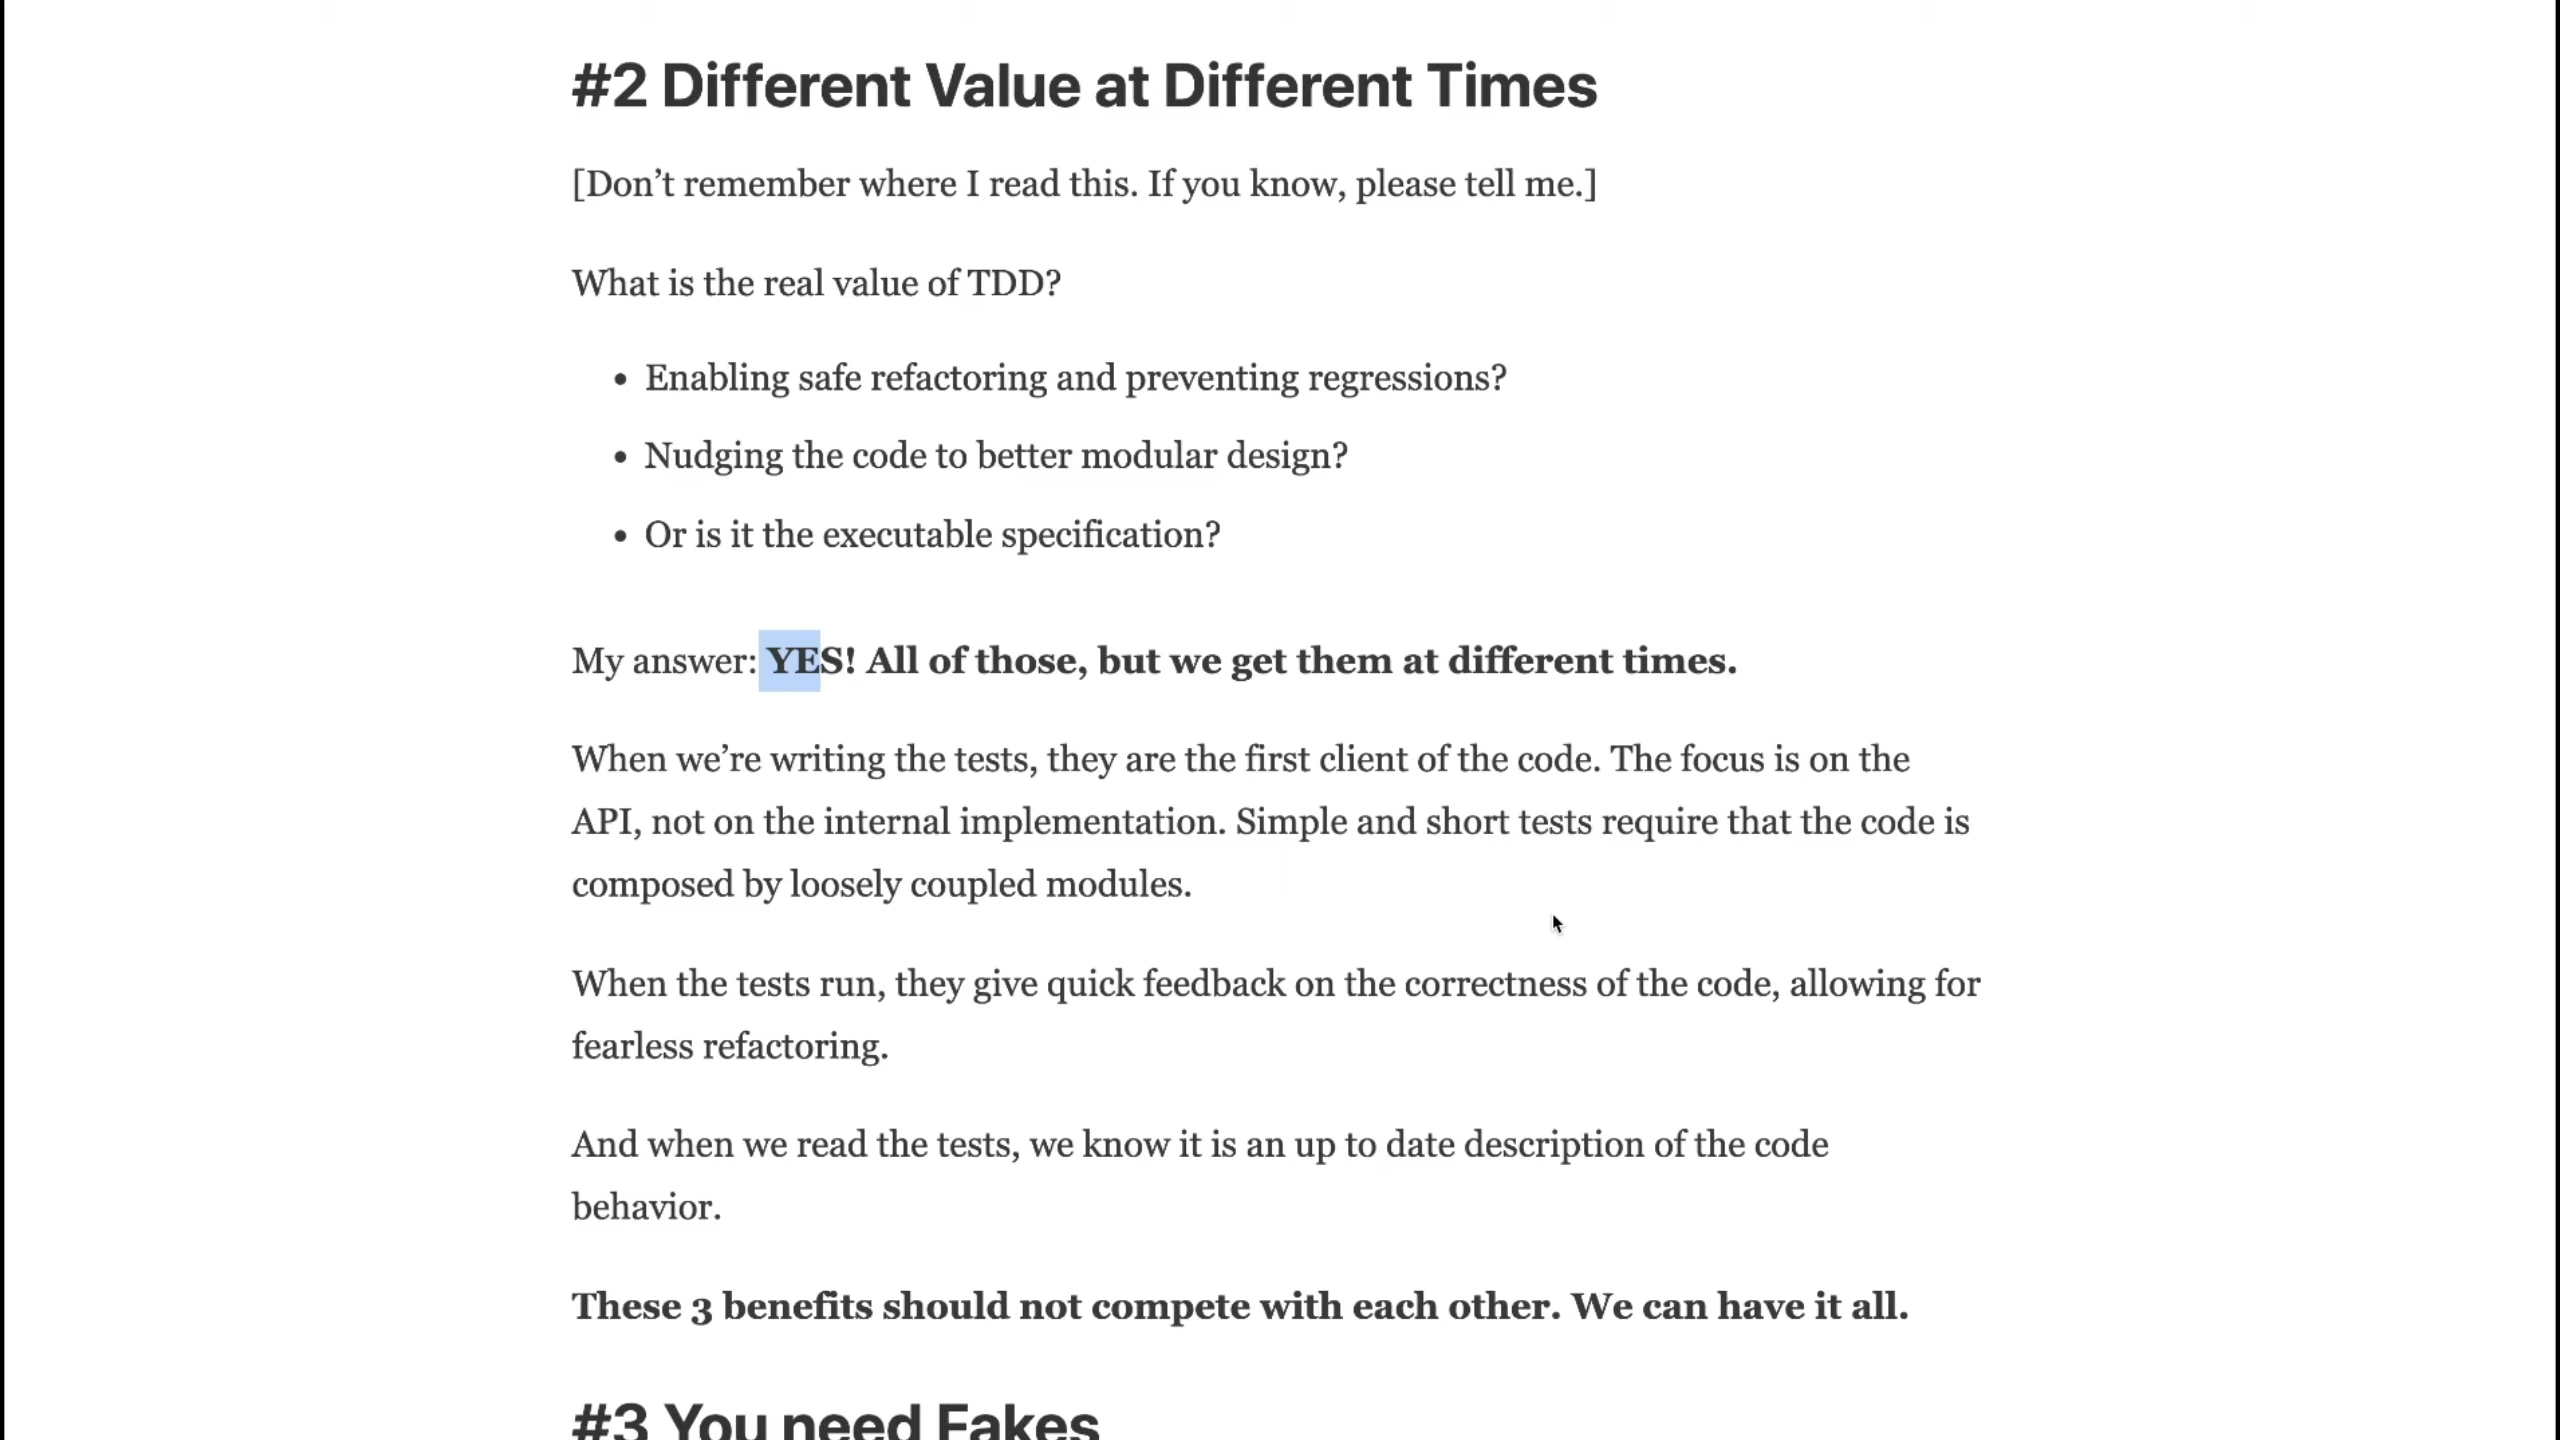 #2 Different Value at Different Times
[Don’t remember where I read this. If you know, please tell me.]
What is the real value of TDD?
• Enabling safe refactoring and preventing regressions?
• Nudging the code to better modular design?
• Or is it the executable specification?
My answer: YES! All of those, but we get them at different times.
When we’re writing the tests, they are the first client of the code. The focus is on the
API, not on the internal implementation. Simple and short tests require that the code is
composed by loosely coupled modules.
When the tests run, they give quick feedback on the correctness of the code, allowing for
fearless refactoring.
And when we read the tests, we know it is an up to date description of the code
behavior.
These 3 benefits should not compete with each other. We can have it all.
#3 You need Fakes